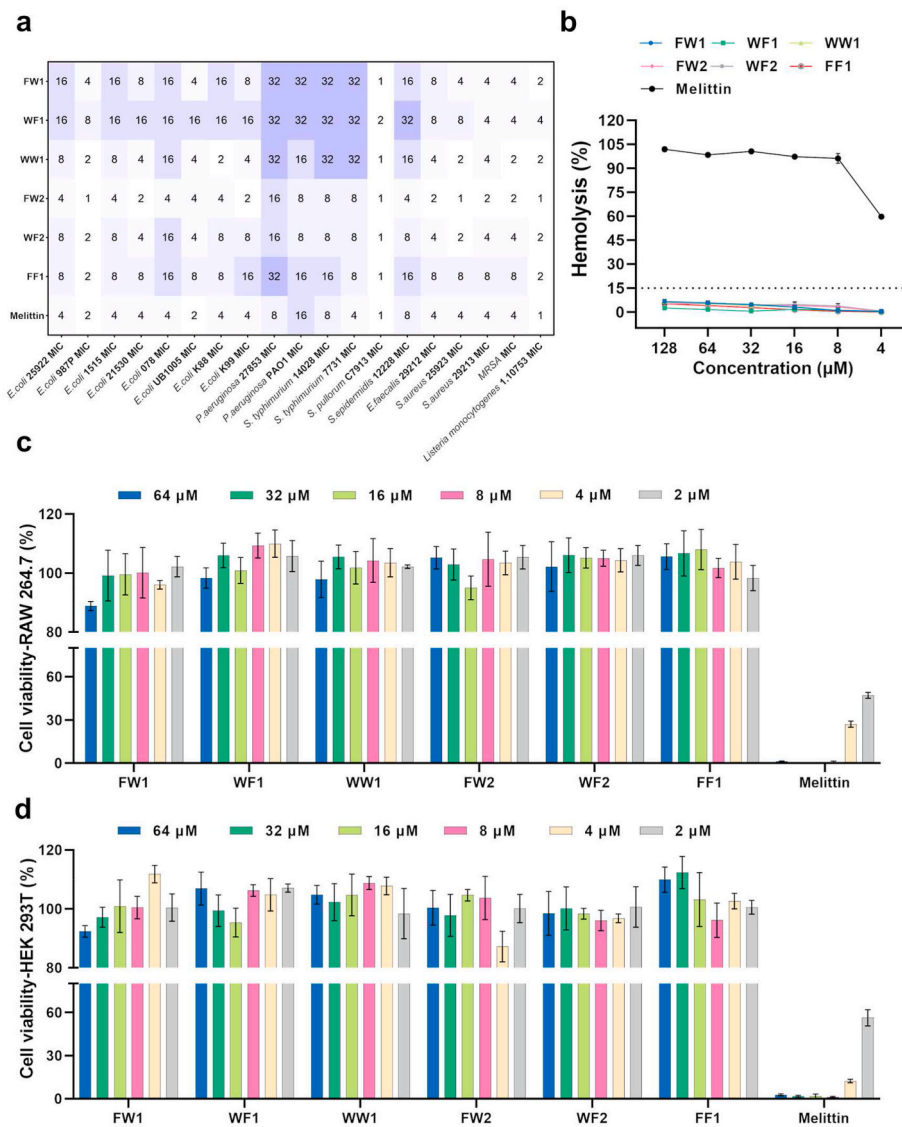 a
FW1 16 4 16 8 16 4 16 8 32 32 32 32 1 16 8 4 4 4 2
WF1 16 8 16 16 16 16 16 16 32 32 32 32 2 32 8 8 4 4 4
WW1 8 2 8 4 16 4 2 4 32 16 32 32 1 16 4 2 4 2 2
FW2 4 1 4 2 4 4 4 2 16 8 8 8 1 4 2 2 2 2 1
WF2 8 2 8 4 16 4 8 4 16 8 8 8 1 8 4 2 4 4 2
FF1 8 2 8 8 16 8 8 16 32 16 16 8 1 16 8 8 8 8 2
Melittin 4 2 4 4 4 4 4 4 8 16 8 4 1 8 4 2 4 4 1
E.coli 25922 MIC
E.coli 987P MIC
E.coli 1515 MIC
E.coli 21530 MIC
E.coli 078 MIC
E.coli UB1005 MIC
E.coli K88 MIC
E.coli K99 MIC
P.aeruginosa 27853 MIC
P.aeruginosa PAO1 MIC
S. typhimurium 14028 MIC
S. typhimurium 7731 MIC
S. pullorum C7913 MIC
S.epidermidis 12228 MIC
E.faecalis 29212 MIC
S.aureus 25923 MIC
S.aureus 29213 MIC
MRSA MIC
Listeria monocytogenes 1.10753 MIC
b
FW1 WF1 WW1
FW2 WF2 FF1
Melittin
Hemolysis (%)
120
105
90
75
60
45
30
15
0
128 64 32 16 8 4
Concentration (μM)
c
64 μM 32 μM 16 μM 8 μM 4 μM 2 μM
Cell viability-RAW 264.7 (%)
120
100
80
60
30
0
FW1 WF1 WW1 FW2 WF2 FF1 Melittin
d
64 μM 32 μM 16 μM 8 μM 4 μM 2 μM
Cell viability-HEK 293T (%)
120
100
80
60
30
0
FW1 WF1 WW1 FW2 WF2 FF1 Melittin